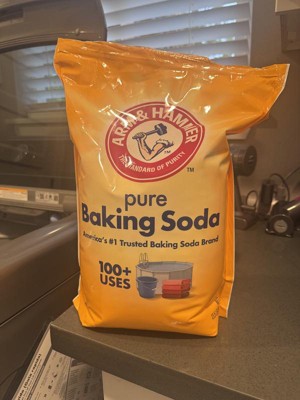 ARM & HAMMER
THE STANDARD OF PURITY
TM
pure
Baking Soda
America's #1 Trusted Baking Soda Brand
100+
USES